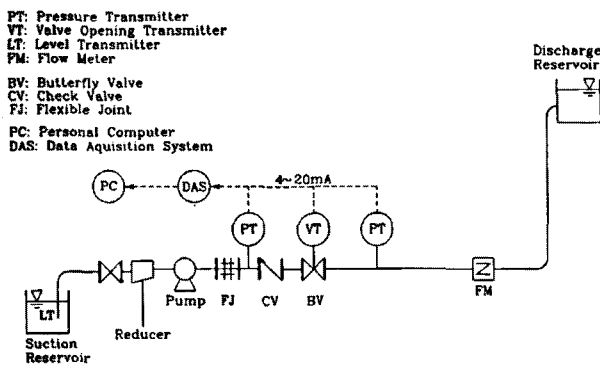 PT: Pressure Transmitter
VT: Valve Opening Transmitter
LT: Level Transmitter
FM: Flow Meter
BV: Butterfly Valve
CV: Check Valve
FJ: Flexible Joint
PC: Personal Computer
DAS: Data Aquisition System
Discharge
Reservoir
4~20mA
PC
DAS
PT
VT
PT
LT
Pump
FJ
CV
BV
FM
Reducer
Suction
Reservoir